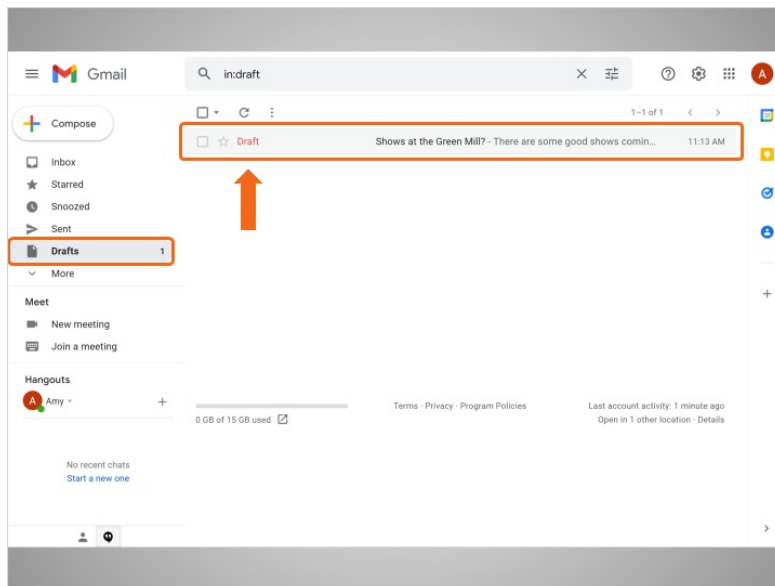 Gmail
in:draft
A
Compose
1–1 of 1
31
Draft Shows at the Green Mill? - There are some good shows comin... 11:13 AM
Inbox
Starred
Snoozed
Sent
Drafts 1
More
Meet
New meeting
Join a meeting
Hangouts
A Amy
0 GB of 15 GB used
Terms · Privacy · Program Policies
Last account activity: 1 minute ago
Open in 1 other location · Details
No recent chats
Start a new one